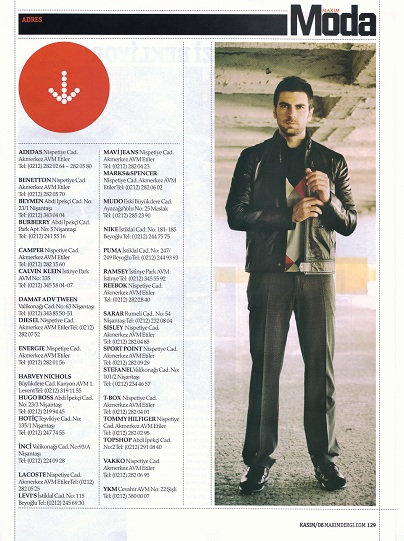 ADRES
MAXIM
Moda
ADIDAS Nispetiye Cad.
Akmerkez AVM Etiler
Tel: (0212) 282 02 64 – 282 05 80
BENETTON Nispetiye Cad.
Akmerkez AVM Etiler
Tel: (0212) 282 05 70
BEYMEN Abdi İpekçi Cad. No:
23/1 Nişantaşı
Tel: (0212) 343 04 04
BURBERRY Abdi İpekçi Cad.
Park Apt. No: 5 Nişantaşı
Tel: (0212) 241 55 16
CAMPER Nispetiye Cad.
Akmerkez AVM Etiler
Tel: (0212) 282 15 60
CALVIN KLEIN İstinye Park
AVM No: 335
Tel: (0212) 345 58 04-07
DAMAT ADV TWEEN
Valikonağı Cad. No: 63 Nişantaşı
Tel: (0212) 343 85 50-51
DIESEL Nispetiye Cad.
Akmerkez AVM Etiler Tel: (0212)
282 07 52
ENERGIE Nispetiye Cad.
Akmerkez AVM Etiler
Tel: (0212) 282 01 56
HARVEY NICHOLS
Büyükdere Cad. Kanyon AVM 1.
Levent Tel: (0212) 319 11 55
HUGO BOSS Abdi İpekçi Cad.
No: 23/3 Nişantaşı
Tel: (0212) 219 94 45
HOTİÇ Teşvikiye Cad. No:
135/1 Nişantaşı
Tel: (0212) 247 74 55
İNCİ Valikonağı Cad. No:93/A
Nişantaşı
Tel: (0212) 224 09 28
LACOSTE Nispetiye Cad.
Akmerkez AVM Etiler Tel: (0212)
282 05 25
LEVI'S İstiklal Cad. No: 115
Beyoğlu Tel: (0212) 245 69 30
MAVİ JEANS Nispetiye Cad.
Akmerkez AVM Etiler
Tel: (0212) 282 04 23
MARKS&SPENCER
Nispetiye Cad. Akmerkez AVM
Etiler Tel: (0212) 282 06 02
MUDO Eski Büyükdere Cad.
Ayazağa Yolu No: 25 Maslak
Tel: (0212) 285 23 90
NIKE İstiklal Cad. No: 181-185
Beyoğlu Tel: (0212) 244 75 75
PUMA İstiklal Cad. No: 247/
249 Beyoğlu Tel: (0212) 244 93 93
RAMSEY İstinye Park AVM
İstinye Tel: (0212) 345 55 92
REEBOK Nispetiye Cad.
Akmerkez AVM Etiler
Tel: (0212) 282 28 40
SARAR Rumeli Cad. No: 54
Nişantaşı Tel: (0212) 232 08 04
SISLEY Nispetiye Cad.
Akmerkez AVM Etiler
Tel: (0212) 282 04 85
SPORT POINT Nispetiye Cad.
Akmerkez AVM Etiler
Tel: (0212) 282 09 29
STEFANEL Valikonağı Cad. No:
101/2 Nişantaşı
Tel: (0212) 234 46 57
T-BOX Nispetiye Cad.
Akmerkez AVM Etiler
Tel: (0212) 282 04 01
TOMMY HILFIGER Nispetiye
Cad. Akmerkez AVM Etiler
Tel: (0212) 282 02 95
TOPSHOP Abdi İpekçi Cad.
No:2 Tel: (0212) 291 08 40
VAKKO Nispetiye Cad.
Akmerkez AVM Etiler
Tel: (0212) 282 06 95
YKM Cevahir AVM No: 22 Şişli
Tel: (0212) 380 00 07
KASIM/08 MAXIMDERGI.COM 129